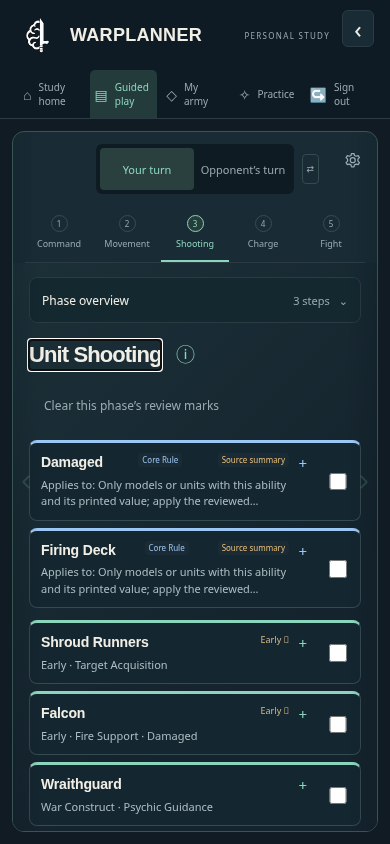 WARPLANNER
PERSONAL STUDY
Study home
Guided play
My army
Practice
Sign out
Your turn
Opponent's turn
1
2
3
4
5
Command
Movement
Shooting
Charge
Fight
Phase overview
3 steps
Unit Shooting
Clear this phase's review marks
Damaged
Core Rule
Source summary
+
Applies to: Only models or units with this ability
and its printed value; apply the reviewed...
Firing Deck
Core Rule
Source summary
+
Applies to: Only models or units with this ability
and its printed value; apply the reviewed...
Shroud Runners
Early
+
Early · Target Acquisition
Falcon
Early
+
Early · Fire Support · Damaged
Wraithguard
+
War Construct · Psychic Guidance